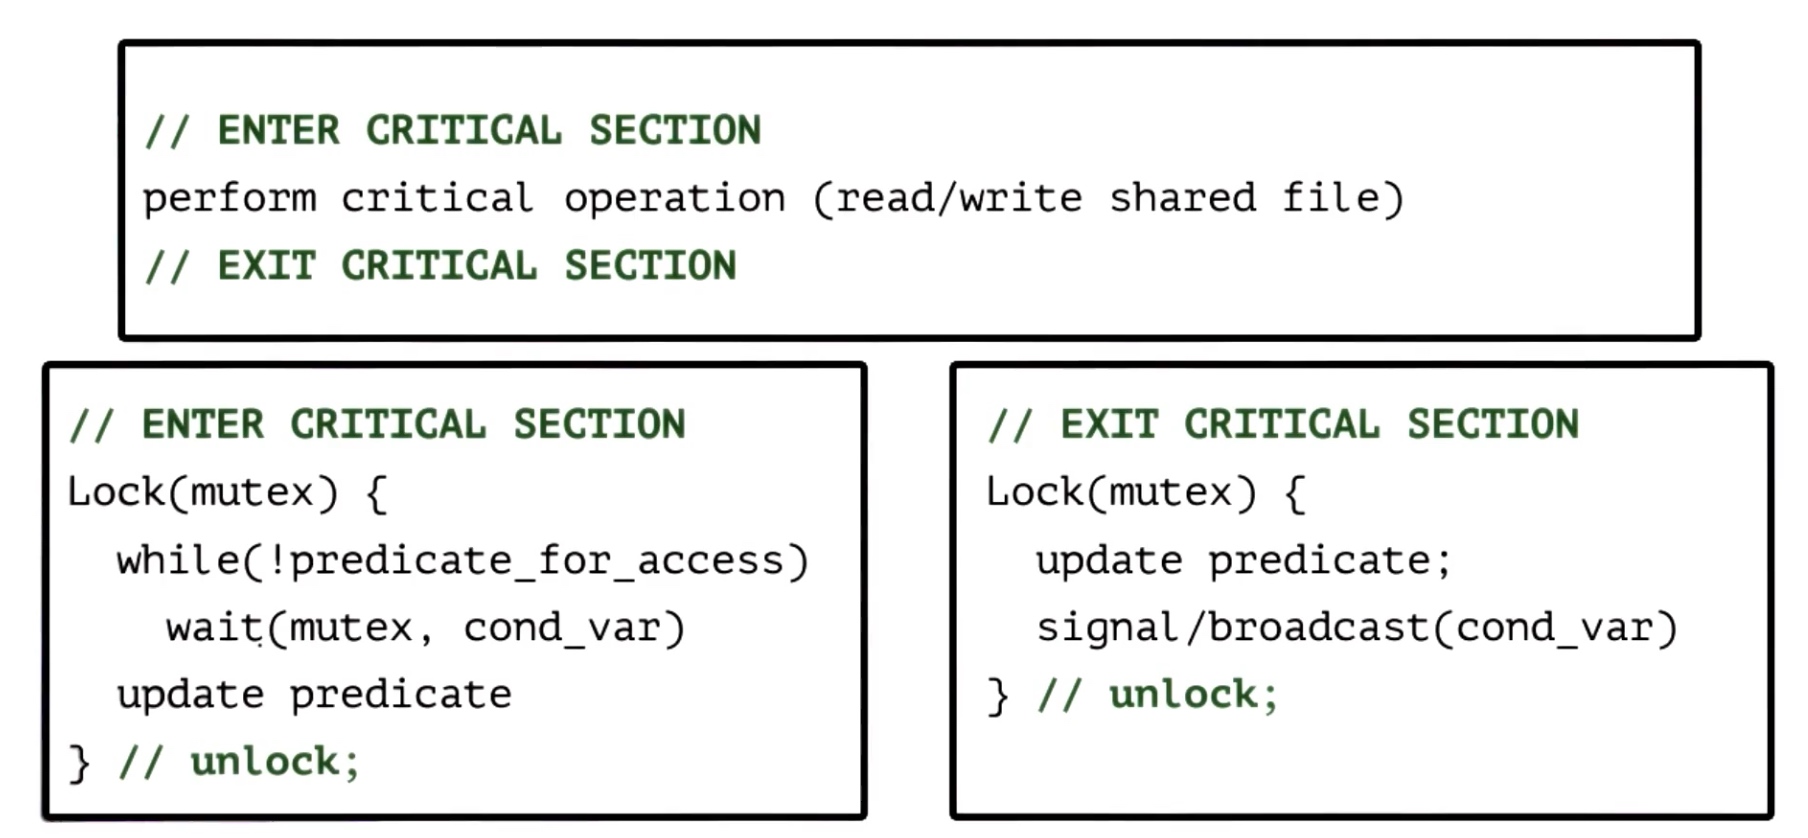 // ENTER CRITICAL SECTION
perform critical operation (read/write shared file)
// EXIT CRITICAL SECTION
// ENTER CRITICAL SECTION
Lock(mutex) {
while(!predicate_for_access)
wait(mutex, cond_var)
update predicate
} // unlock;
// EXIT CRITICAL SECTION
Lock(mutex) {
update predicate;
signal/broadcast(cond_var)
} // unlock;